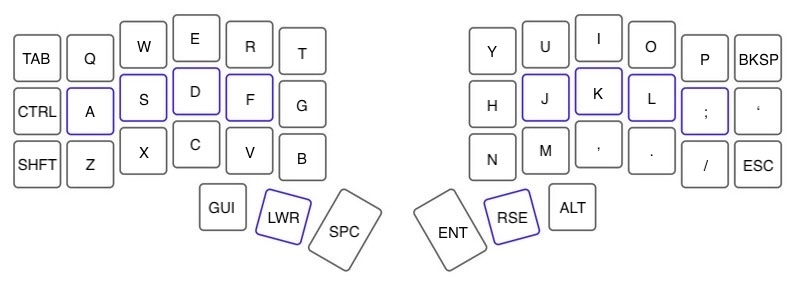 TAB Q W E R T Y U I O P BKSP
CTRL A S D F G H J K L ; ‘
SHFT Z X C V B N M , . / ESC
GUI LWR SPC ENT RSE ALT